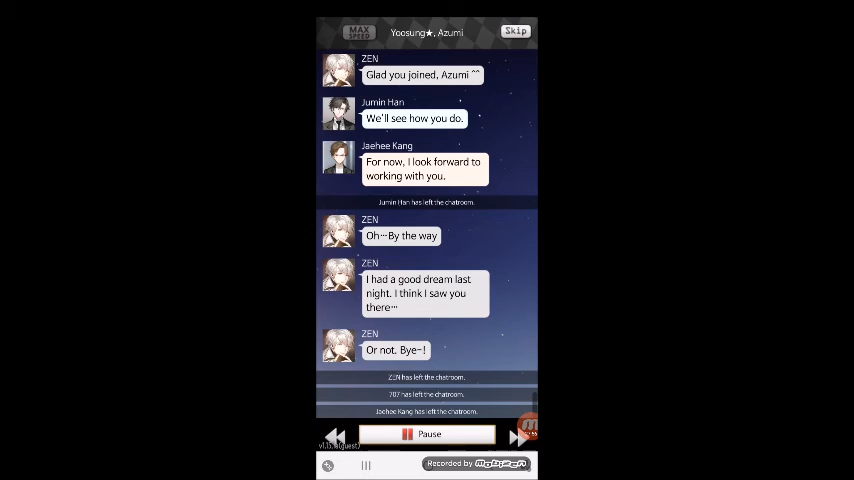 MAX
SPEED
Yoosung★, Azumi
Skip
ZEN
Glad you joined, Azumi ^^
Jumin Han
We'll see how you do.
Jaehee Kang
For now, I look forward to
working with you.
Jumin Han has left the chatroom.
ZEN
Oh…By the way
ZEN
I had a good dream last
night. I think I saw you
there…
ZEN
Or not. Bye~!
ZEN has left the chatroom.
707 has left the chatroom.
Jaehee Kang has left the chatroom.
Pause
Recorded by
mobizen